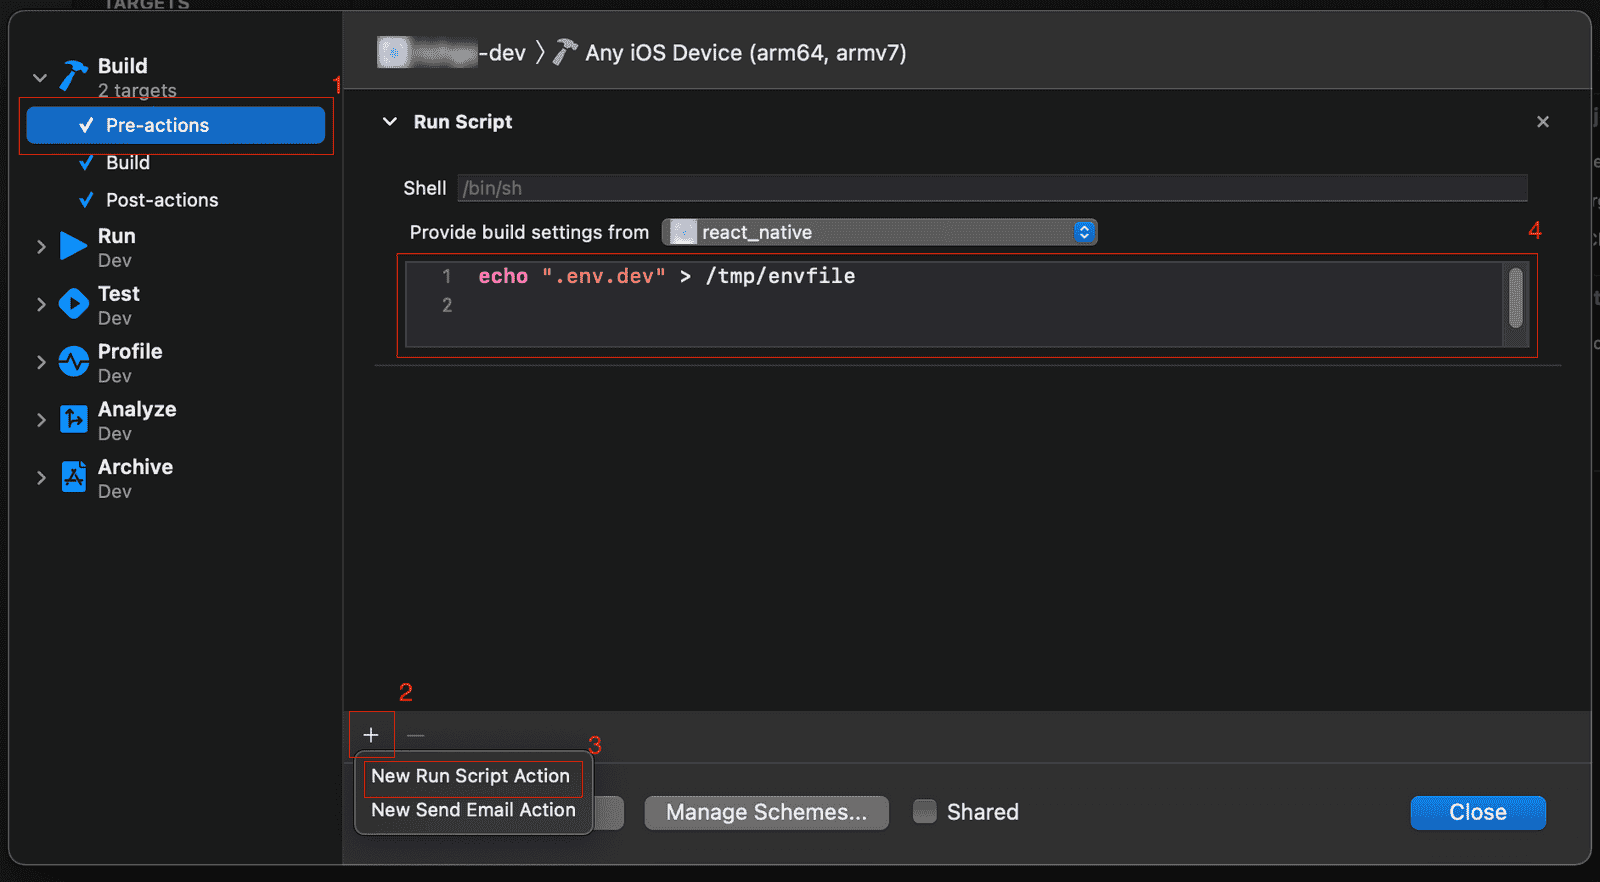 TARGETS
Build
2 targets
1
Pre-actions
Build
Post-actions
Run
Dev
Test
Dev
Profile
Dev
Analyze
Dev
Archive
Dev
-dev 〉 Any iOS Device (arm64, armv7)
Run Script
Shell /bin/sh
Provide build settings from react_native
4
1 echo ".env.dev" > /tmp/envfile
2
2
3
New Run Script Action
New Send Email Action
Manage Schemes...
Shared
Close